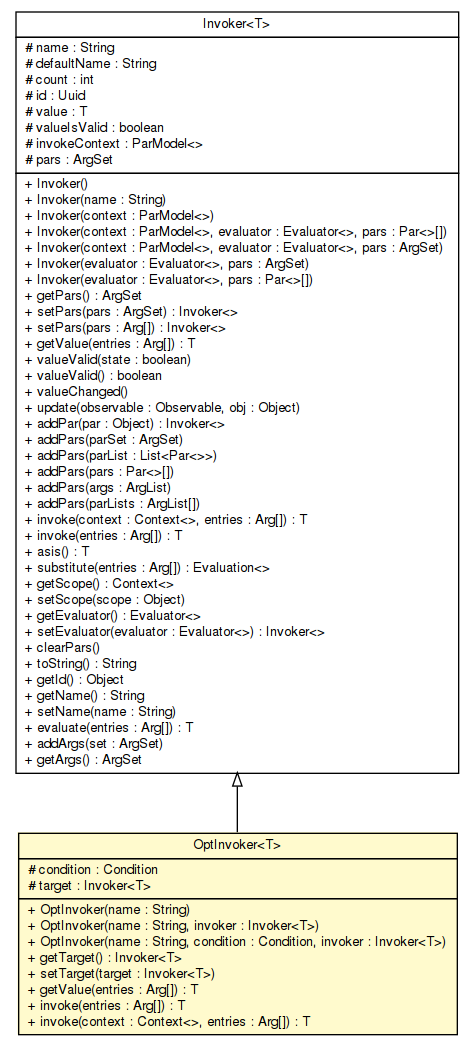 Invoker<T>
# name : String
# defaultName : String
# count : int
# id : Uuid
# value : T
# valueIsValid : boolean
# invokeContext : ParModel<>
# pars : ArgSet
+ Invoker()
+ Invoker(name : String)
+ Invoker(context : ParModel<>)
+ Invoker(context : ParModel<>, evaluator : Evaluator<>, pars : Par<>[])
+ Invoker(context : ParModel<>, evaluator : Evaluator<>, pars : ArgSet)
+ Invoker(evaluator : Evaluator<>, pars : ArgSet)
+ Invoker(evaluator : Evaluator<>, pars : Par<>[])
+ getPars() : ArgSet
+ setPars(pars : ArgSet) : Invoker<>
+ setPars(pars : Arg[]) : Invoker<>
+ getValue(entries : Arg[]) : T
+ valueValid(state : boolean)
+ valueValid() : boolean
+ valueChanged()
+ update(observable : Observable, obj : Object)
+ addPar(par : Object) : Invoker<>
+ addPars(parSet : ArgSet)
+ addPars(parList : List<Par<>>)
+ addPars(pars : Par<>[])
+ addPars(args : ArgList)
+ addPars(parLists : ArgList[])
+ invoke(context : Context<>, entries : Arg[]) : T
+ invoke(entries : Arg[]) : T
+ asis() : T
+ substitute(entries : Arg[]) : Evaluation<>
+ getScope() : Context<>
+ setScope(scope : Object)
+ getEvaluator() : Evaluator<>
+ setEvaluator(evaluator : Evaluator<>) : Invoker<>
+ clearPars()
+ toString() : String
+ getId() : Object
+ getName() : String
+ setName(name : String)
+ evaluate(entries : Arg[]) : T
+ addArgs(set : ArgSet)
+ getArgs() : ArgSet
OptInvoker<T>
# condition : Condition
# target : Invoker<T>
+ OptInvoker(name : String)
+ OptInvoker(name : String, invoker : Invoker<T>)
+ OptInvoker(name : String, condition : Condition, invoker : Invoker<T>)
+ getTarget() : Invoker<T>
+ setTarget(target : Invoker<T>)
+ getValue(entries : Arg[]) : T
+ invoke(entries : Arg[]) : T
+ invoke(context : Context<>, entries : Arg[]) : T